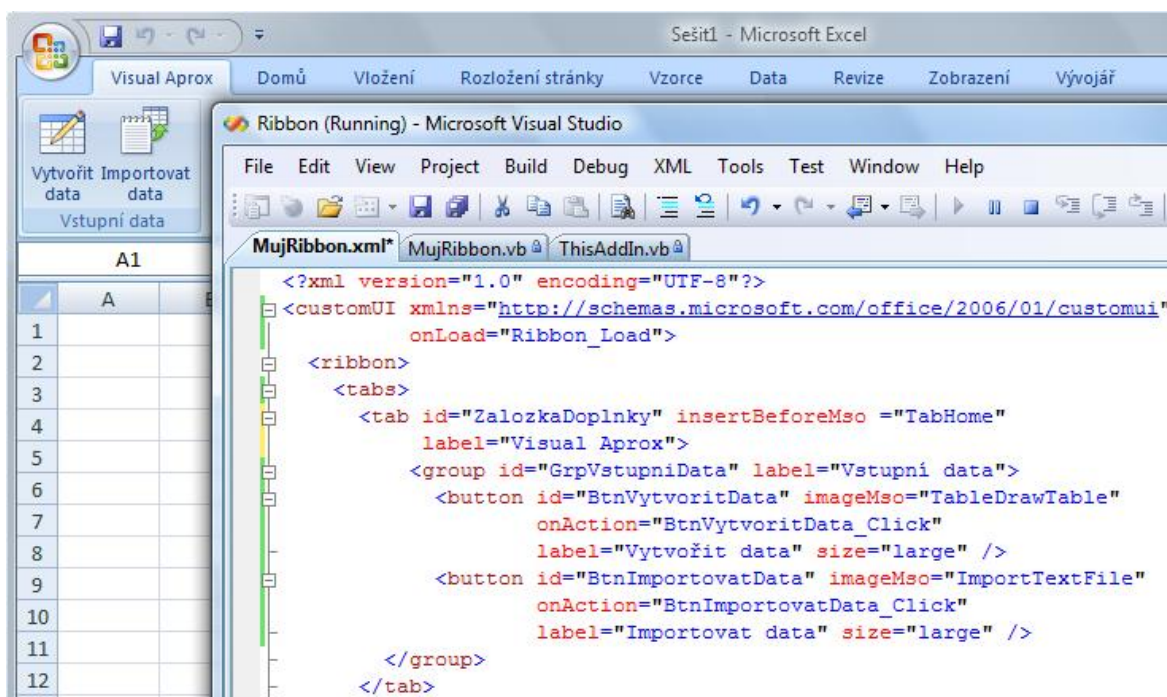 Sešit1 - Microsoft Excel
Visual Aprox Domů Vložení Rozložení stránky Vzorce Data Revize Zobrazení Vývojář
Vytvořit data
Importovat data
Vstupní data
A1
A
1
2
3
4
5
6
7
8
9
10
11
12
Ribbon (Running) - Microsoft Visual Studio
File Edit View Project Build Debug XML Tools Test Window Help
MujRibbon.xml* MujRibbon.vb ThisAddIn.vb
<?xml version="1.0" encoding="UTF-8"?>
<customUI xmlns="http://schemas.microsoft.com/office/2006/01/customui"
onLoad="Ribbon_Load">
<ribbon>
<tabs>
<tab id="ZalozkaDoplnky" insertBeforeMso ="TabHome"
label="Visual Aprox">
<group id="GrpVstupniData" label="Vstupní data">
<button id="BtnVytvoritData" imageMso="TableDrawTable"
onAction="BtnVytvoritData_Click"
label="Vytvořit data" size="large" />
<button id="BtnImportovatData" imageMso="ImportTextFile"
onAction="BtnImportovatData_Click"
label="Importovat data" size="large" />
</group>
</tab>